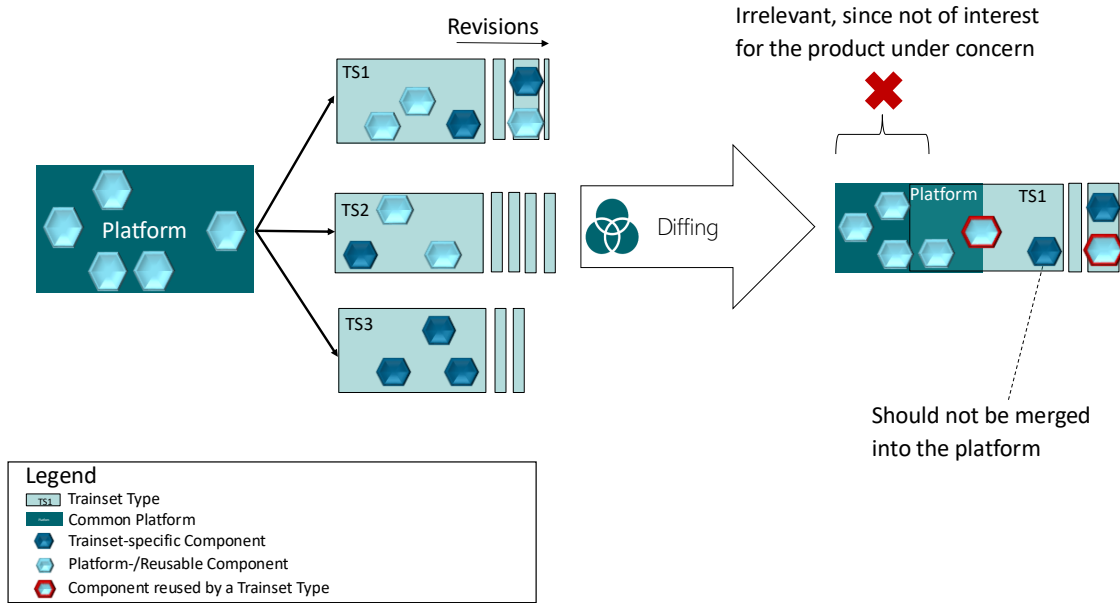 Revisions
Irrelevant, since not of interest
for the product under concern
TS1
Platform
TS2
TS3
Diffing
Platform
TS1
Should not be merged
into the platform
Legend
TS1 Trainset Type
Common Platform
Trainset-specific Component
Platform-/Reusable Component
Component reused by a Trainset Type